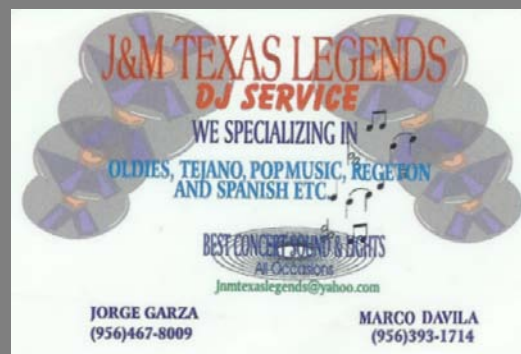 J&M TEXAS LEGENDS
DJ SERVICE
WE SPECIALIZING IN
OLDIES, TEJANO, POPMUSIC, REGETON
AND SPANISH ETC.
BEST CONCERT SOUND & LIGHTS
All Occasions
Jnmtexaslegends@yahoo.com
JORGE GARZA
(956)467-8009
MARCO DAVILA
(956)393-1714